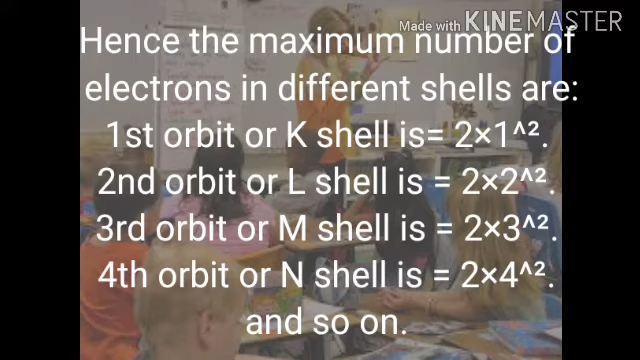 Made with KINEMASTER
Hence the maximum number of
electrons in different shells are:
1st orbit or K shell is= 2×1^².
2nd orbit or L shell is = 2×2^².
3rd orbit or M shell is = 2×3^².
4th orbit or N shell is = 2×4^².
and so on.